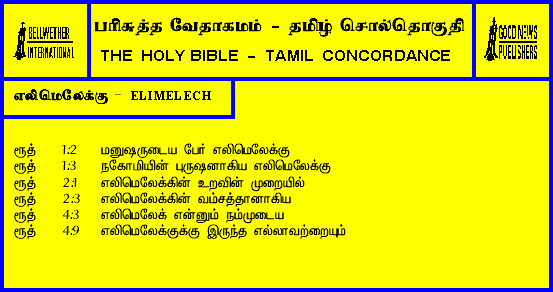 BELLWETHER
INTERNATIONAL
பரிசுத்த வேதாகமம் - தமிழ் சொல்தொகுதி
THE HOLY BIBLE - TAMIL CONCORDANCE
GOOD NEWS
PUBLISHERS
எலிமெலேக்கு - ELIMELECH
ரூத் 1:2 மனுஷருடைய பேர் எலிமெலேக்கு
ரூத் 1:3 நகோமியின் புருஷனாகிய எலிமெலேக்கு
ரூத் 2:1 எலிமெலேக்கின் உறவின் முறையில்
ரூத் 2:3 எலிமெலேக்கின் வம்சத்தானாகிய
ரூத் 4:3 எலிமெலேக் என்னும் நம்முடைய
ரூத் 4:9 எலிமெலேக்குக்கு இருந்த எல்லாவற்றையும்